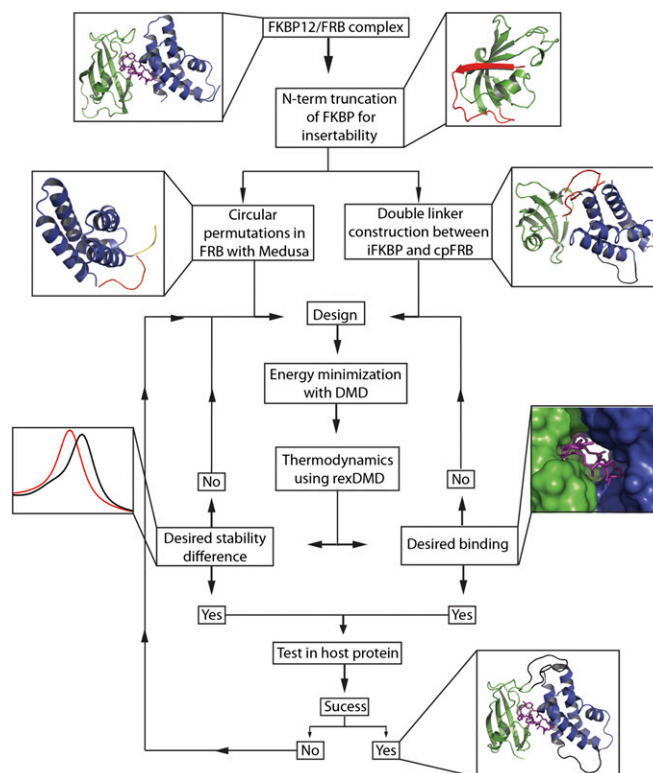 FKBP12/FRB complex
N-term truncation
of FKBP for
insertability
Circular
permutations in
FRB with Medusa
Double linker
construction between
iFKBP and cpFRB
Design
Energy minimization
with DMD
Thermodynamics
using rexDMD
No
No
Desired stability
difference
Desired binding
Yes
Yes
Test in host protein
Sucess
No
Yes